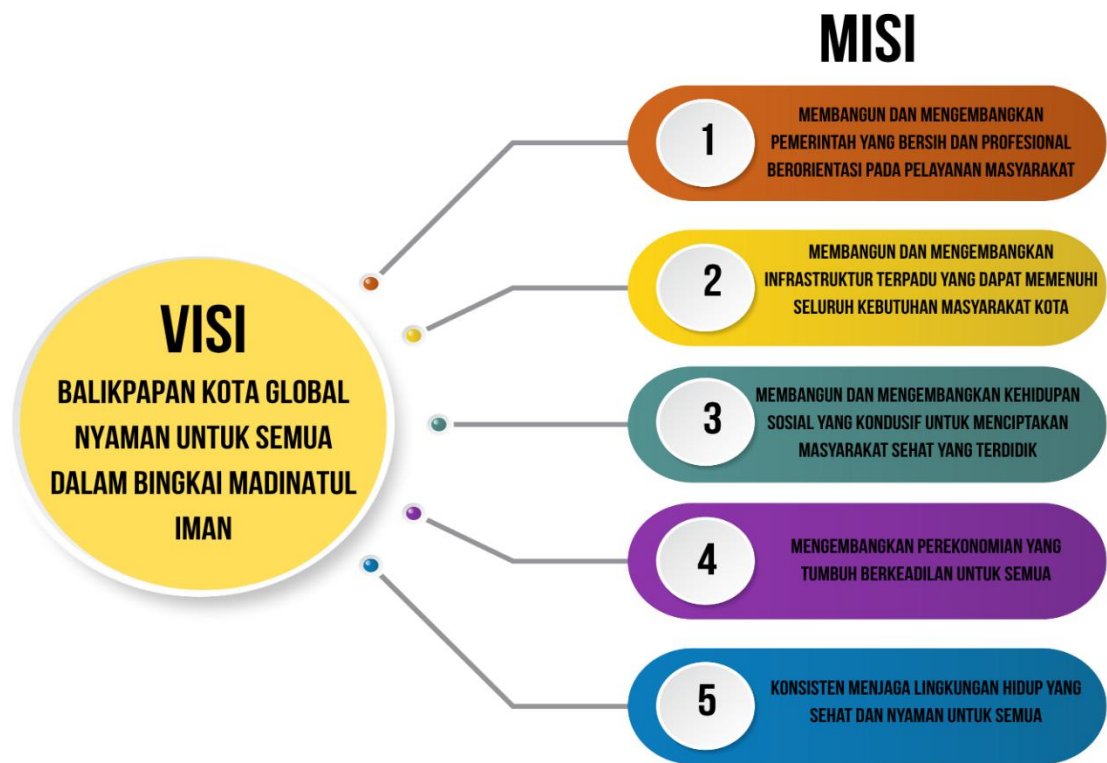 VISI
BALIKPAPAN KOTA GLOBAL
NYAMAN UNTUK SEMUA
DALAM BINGKAI MADINATUL
IMAN
MISI
1
MEMBANGUN DAN MENGEMBANGKAN
PEMERINTAH YANG BERSIH DAN PROFESIONAL
BERORIENTASI PADA PELAYANAN MASYARAKAT
2
MEMBANGUN DAN MENGEMBANGKAN
INFRASTRUKTUR TERPADU YANG DAPAT MEMENUHI
SELURUH KEBUTUHAN MASYARAKAT KOTA
3
MEMBANGUN DAN MENGEMBANGKAN KEHIDUPAN
SOSIAL YANG KONDUSIF UNTUK MENCIPTAKAN
MASYARAKAT SEHAT YANG TERDIDIK
4
MENGEMBANGKAN PEREKONOMIAN YANG
TUMBUH BERKEADILAN UNTUK SEMUA
5
KONSISTEN MENJAGA LINGKUNGAN HIDUP YANG
SEHAT DAN NYAMAN UNTUK SEMUA